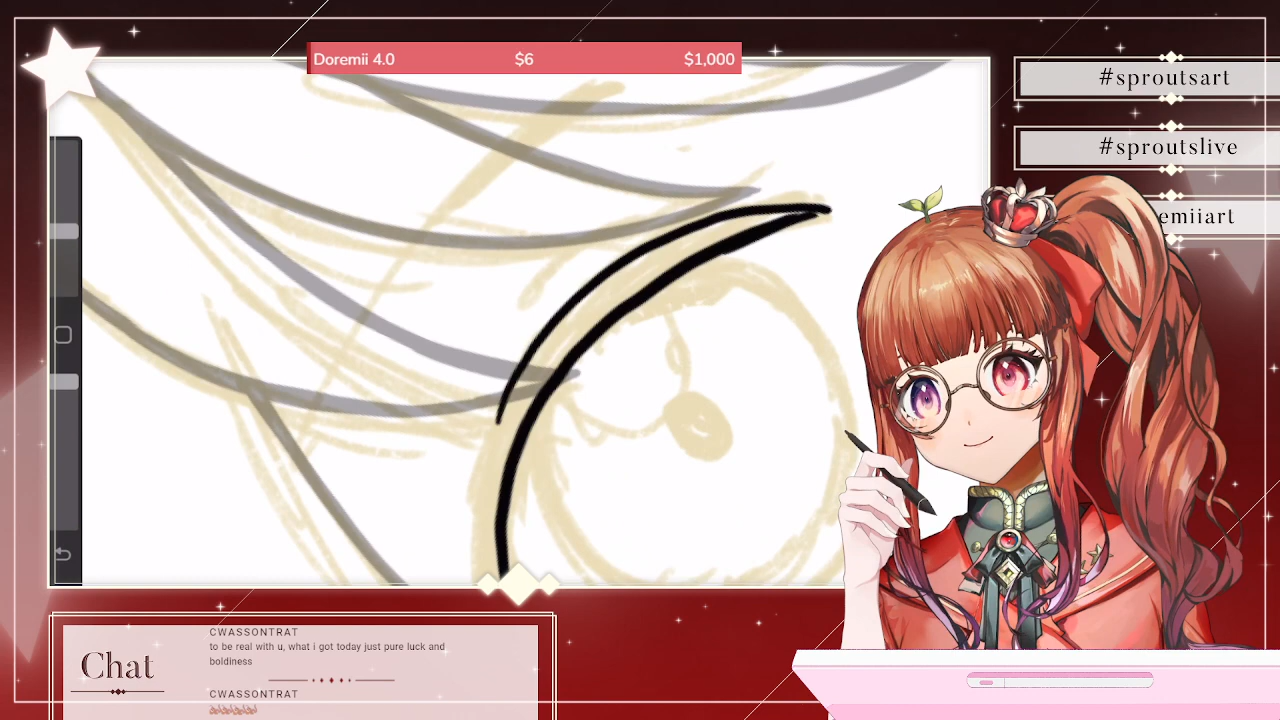 Doremii 4.0 $6 $1,000
#sproutsart
#sproutslive
emiiart
Chat
CWASSONTRAT
to be real with u, what i got today just pure luck and
boldiness
CWASSONTRAT